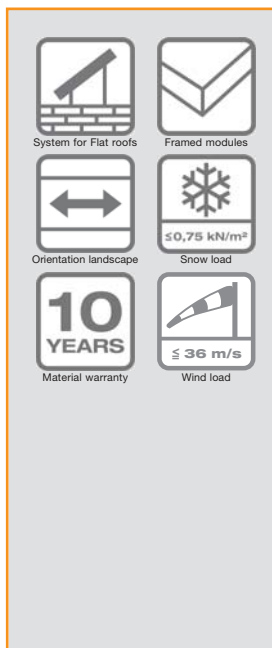 System for Flat roofs
Framed modules
≤0,75 kN/m²
Orientation landscape
Snow load
10
YEARS
≦ 36 m/s
Material warranty
Wind load